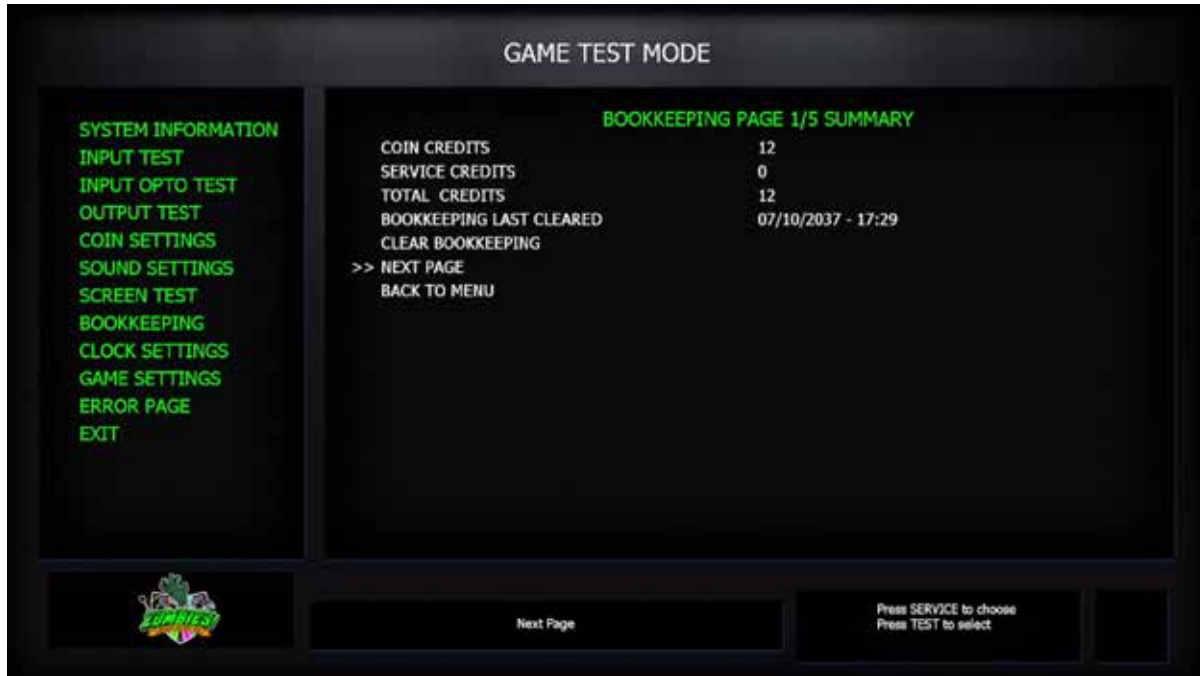 GAME TEST MODE
SYSTEM INFORMATION
INPUT TEST
INPUT OPTO TEST
OUTPUT TEST
COIN SETTINGS
SOUND SETTINGS
SCREEN TEST
BOOKKEEPING
CLOCK SETTINGS
GAME SETTINGS
ERROR PAGE
EXIT
BOOKKEEPING PAGE 1/5 SUMMARY
COIN CREDITS 12
SERVICE CREDITS 0
TOTAL CREDITS 12
BOOKKEEPING LAST CLEARED 07/10/2037 - 17:29
CLEAR BOOKKEEPING
>> NEXT PAGE
BACK TO MENU
ZOMBIES!
Next Page
Press SERVICE to choose
Press TEST to select